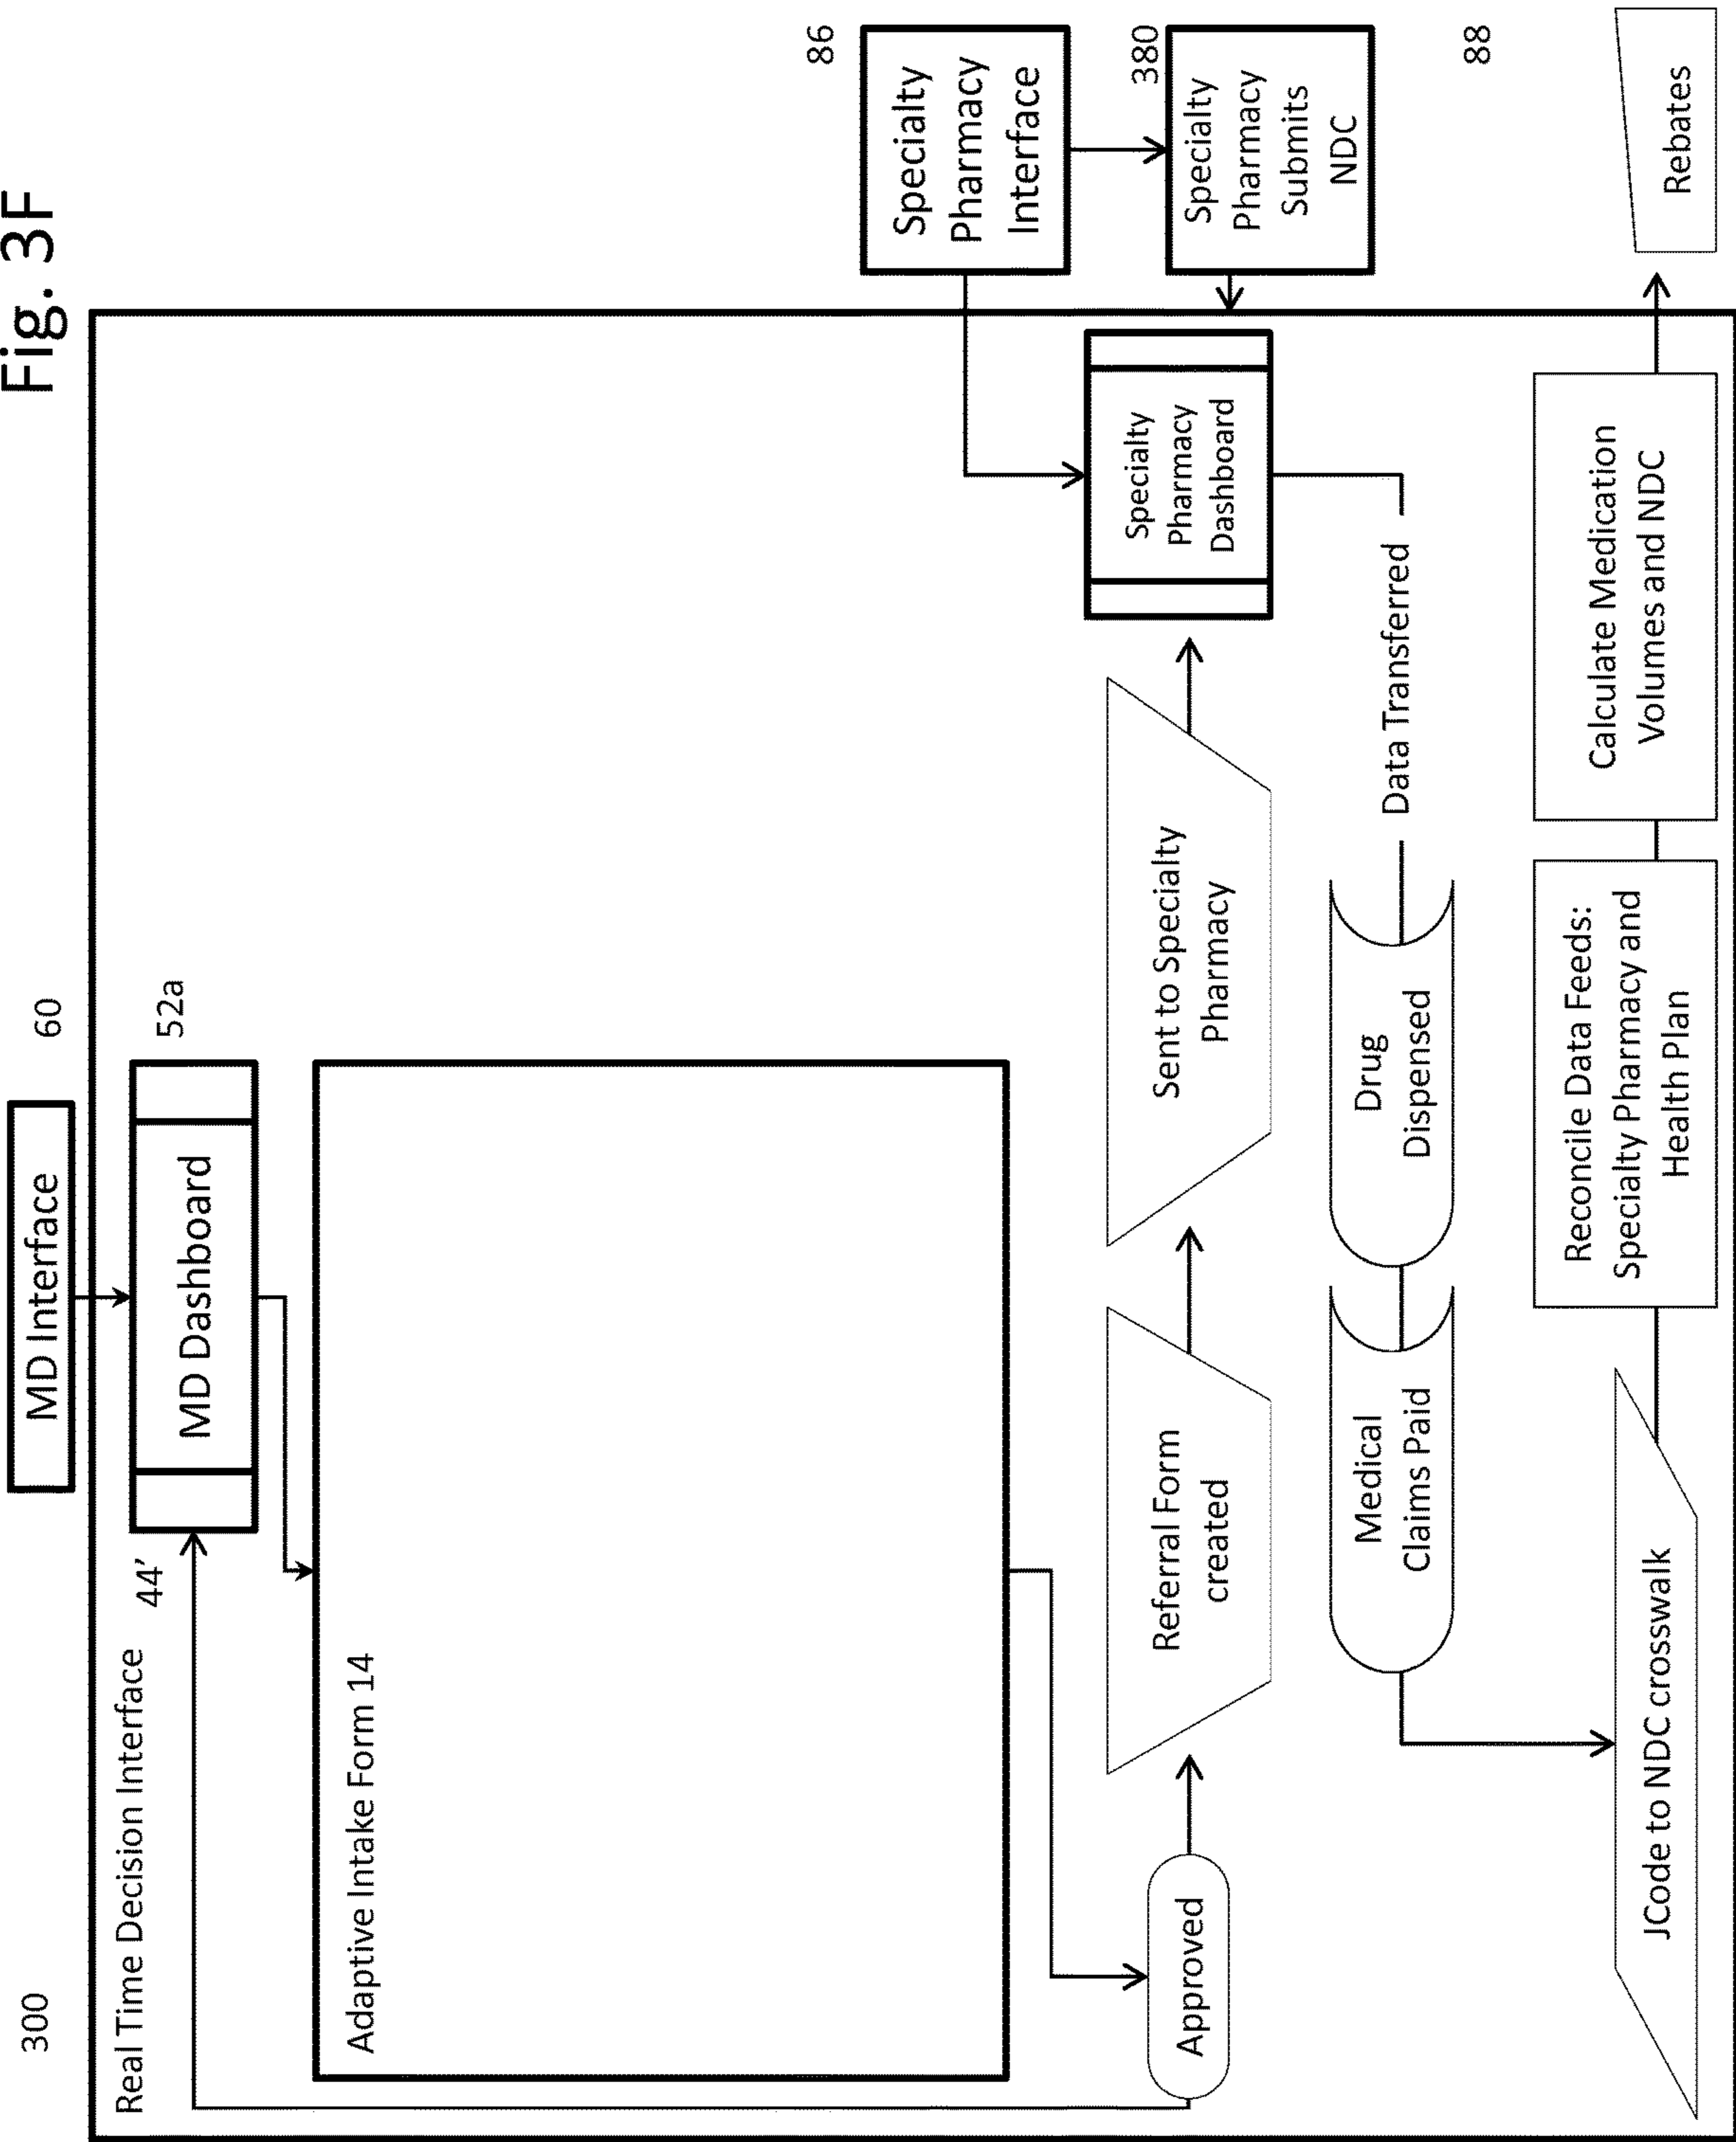 Fig. 3F
300
60
MD Interface
Real Time Decision Interface
44'
52a
MD Dashboard
Adaptive Intake Form 14
86
Specialty
Pharmacy
Interface
380
Specialty
Pharmacy
Submits
NDC
88
Approved
Referral Form
created
Sent to Specialty
Pharmacy
Specialty
Pharmacy
Dashboard
Medical
Claims Paid
Drug
Dispensed
Data Transferred
JCode to NDC crosswalk
Reconcile Data Feeds:
Specialty Pharmacy and
Health Plan
Calculate Medication
Volumes and NDC
Rebates